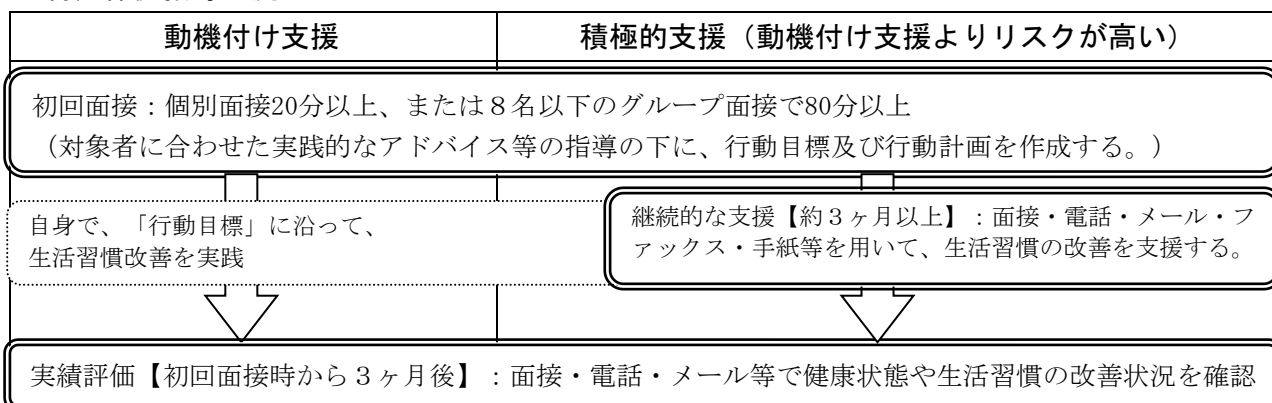 動機付け支援
積極的支援（動機付け支援よりリスクが高い）
初回面接：個別面接20分以上、または８名以下のグループ面接で80分以上
（対象者に合わせた実践的なアドバイス等の指導の下に、行動目標及び行動計画を作成する。）
自身で、「行動目標」に沿って、
生活習慣改善を実践
継続的な支援【約３ヶ月以上】：面接・電話・メール・フ
ァックス・手紙等を用いて、生活習慣の改善を支援する。
実績評価【初回面接時から３ヶ月後】：面接・電話・メール等で健康状態や生活習慣の改善状況を確認